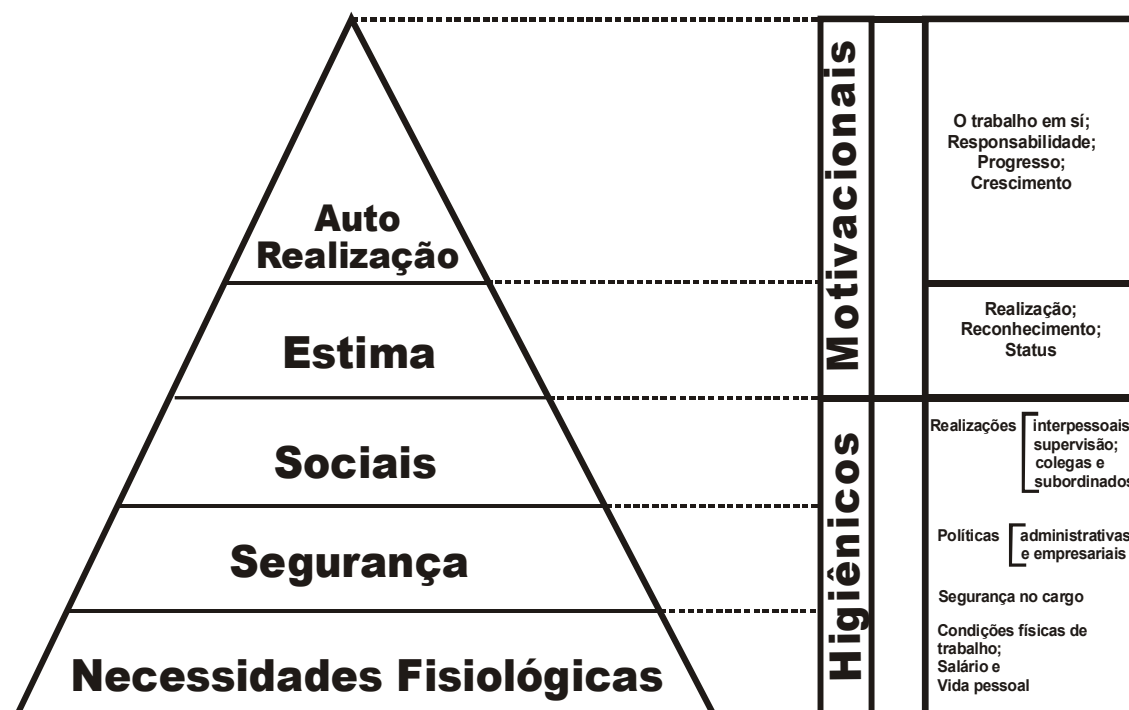 Auto
Realização
Estima
Sociais
Segurança
Necessidades Fisiológicas
Motivacionais
Higiênicos
O trabalho em sí;
Responsabilidade;
Progresso;
Crescimento
Realização;
Reconhecimento;
Status
Realizações
interpessoais
supervisão;
colegas e
subordinados
Políticas
administrativas
e empresariais
Segurança no cargo
Condições físicas de
trabalho;
Salário e
Vida pessoal